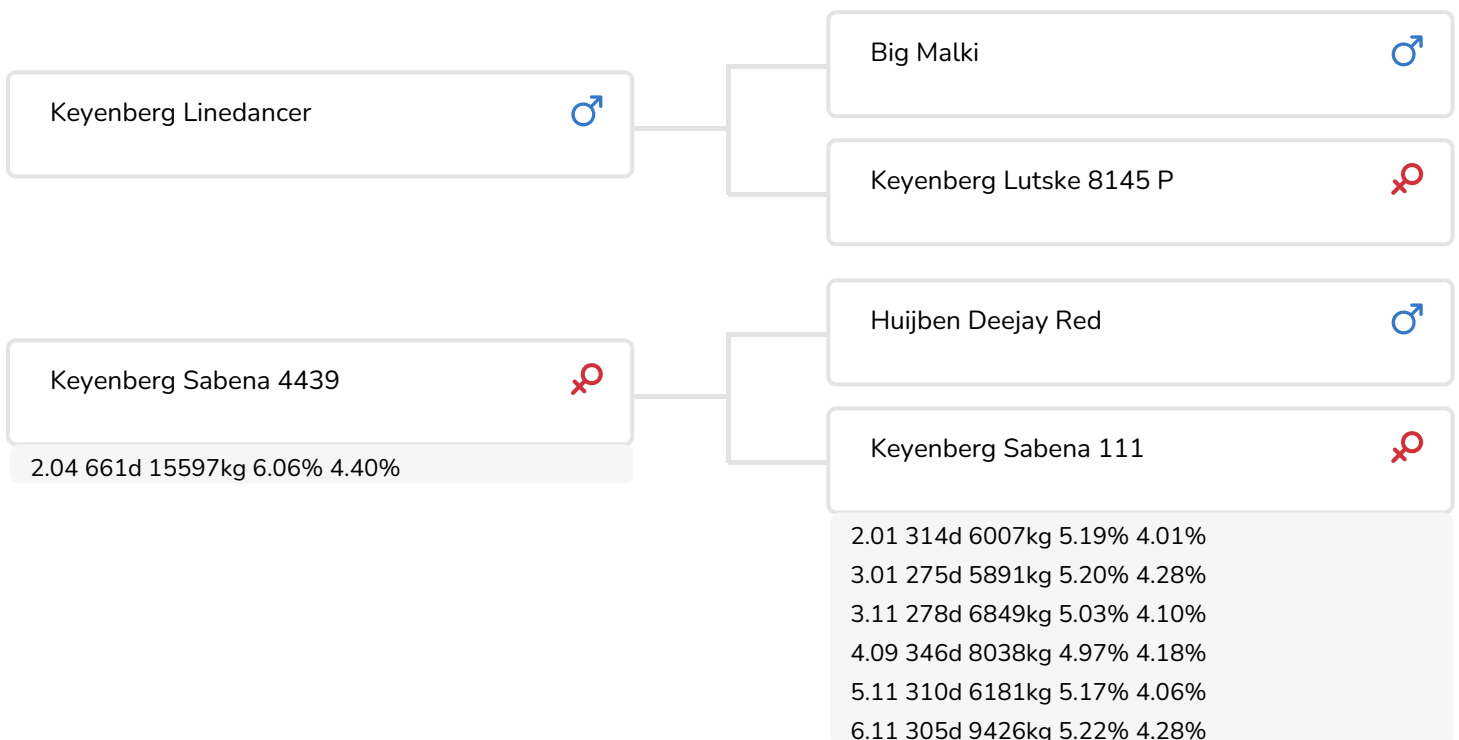 Keyenberg Linedancer
Big Malki
Keyenberg Lutske 8145 P
Keyenberg Sabena 4439
2.04 661d 15597kg 6.06% 4.40%
Huijben Deejay Red
Keyenberg Sabena 111
2.01 314d 6007kg 5.19% 4.01%
3.01 275d 5891kg 5.20% 4.28%
3.11 278d 6849kg 5.03% 4.10%
4.09 346d 8038kg 4.97% 4.18%
5.11 310d 6181kg 5.17% 4.06%
6.11 305d 9426kg 5.22% 4.28%